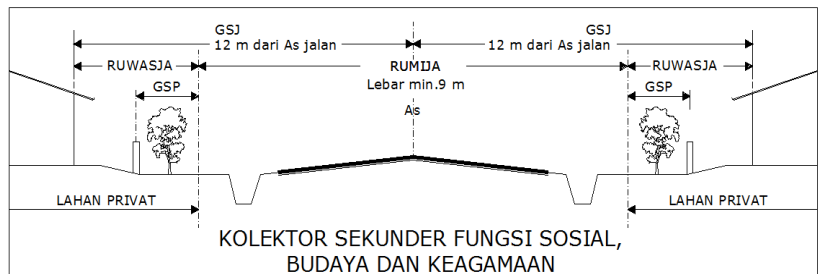 GSJ
12 m dari As jalan
GSJ
12 m dari As jalan
RUWASJA
RUMIJA
RUWASJA
Lebar min.9 m
GSP
GSP
As
LAHAN PRIVAT
LAHAN PRIVAT
KOLEKTOR SEKUNDER FUNGSI SOSIAL,
BUDAYA DAN KEAGAMAAN